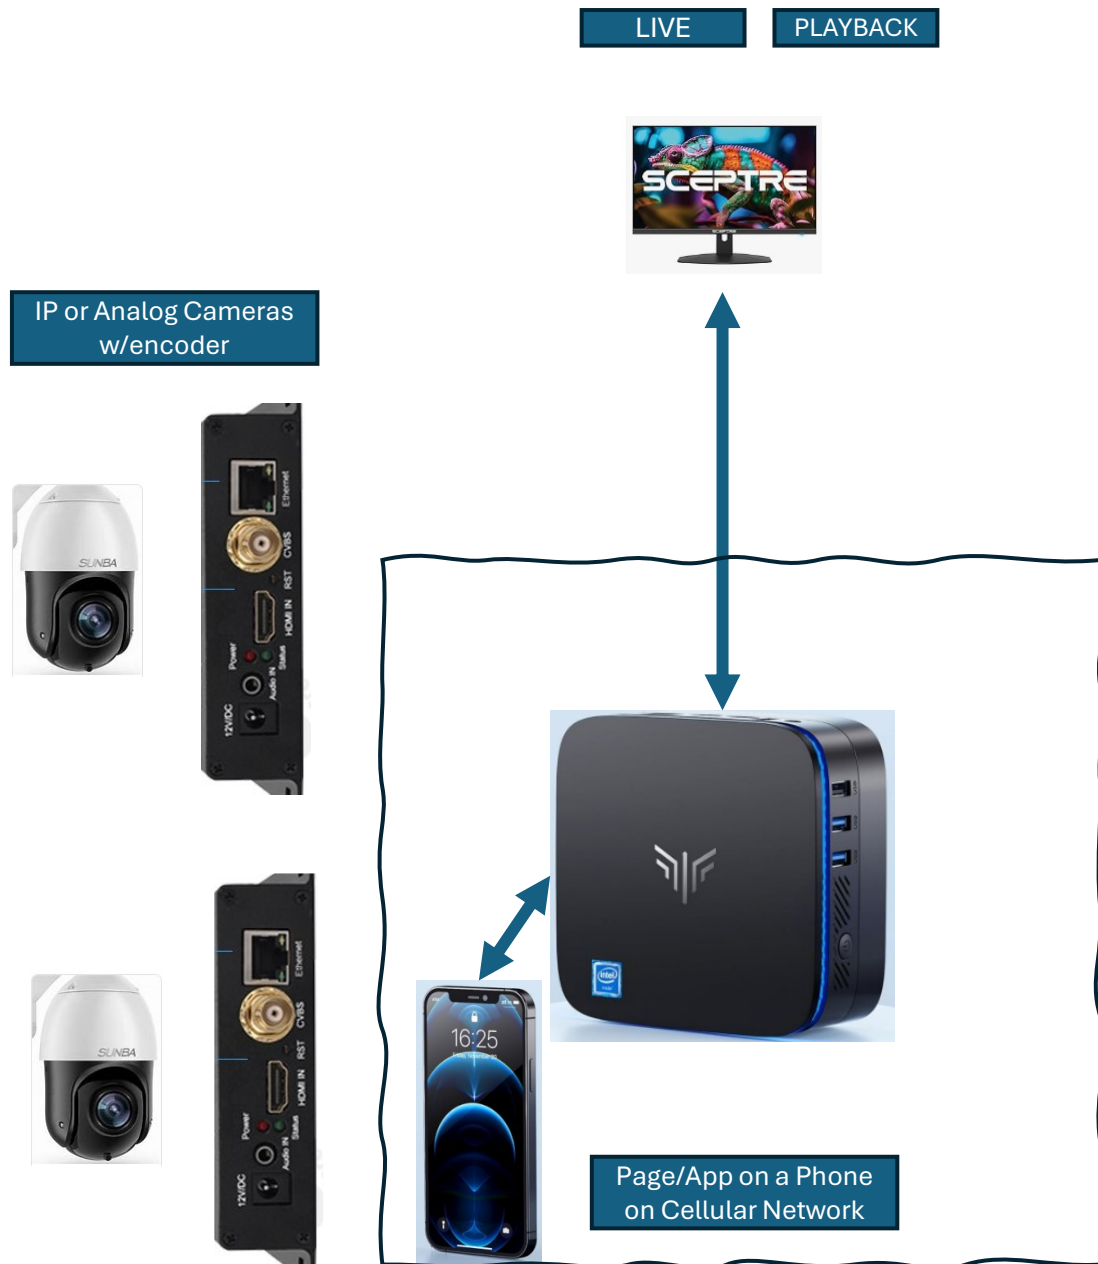 LIVE
PLAYBACK
SCEPTRE
SCEPTRE
IP or Analog Cameras
w/encoder
SUNBA
Ethernet
CVBS
RST
HDMI IN
Power
Status
Audio IN
12V/DC
intel
16:25
SUNBA
Ethernet
CVBS
RST
HDMI IN
Power
Status
Audio IN
12V/DC
Page/App on a Phone
on Cellular Network